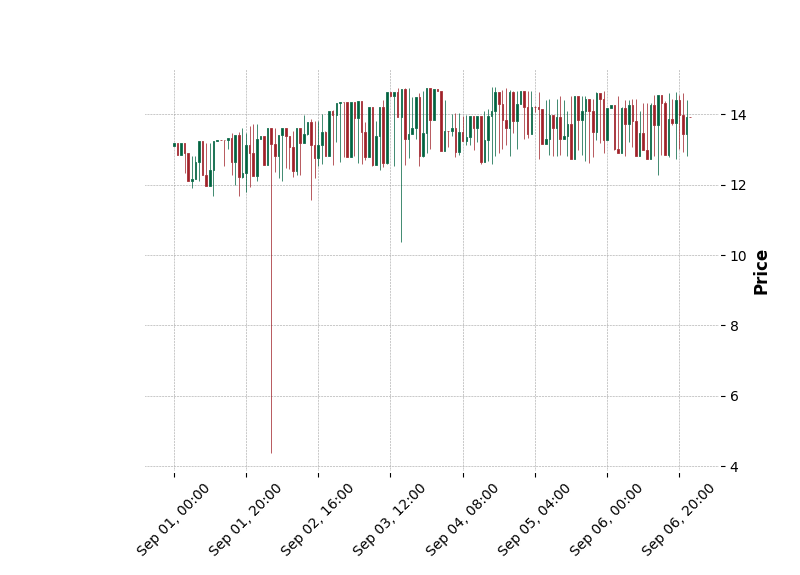 14
12
10
8
6
4
Price
Sep 01, 00:00
Sep 01, 20:00
Sep 02, 16:00
Sep 03, 12:00
Sep 04, 08:00
Sep 05, 04:00
Sep 06, 00:00
Sep 06, 20:00